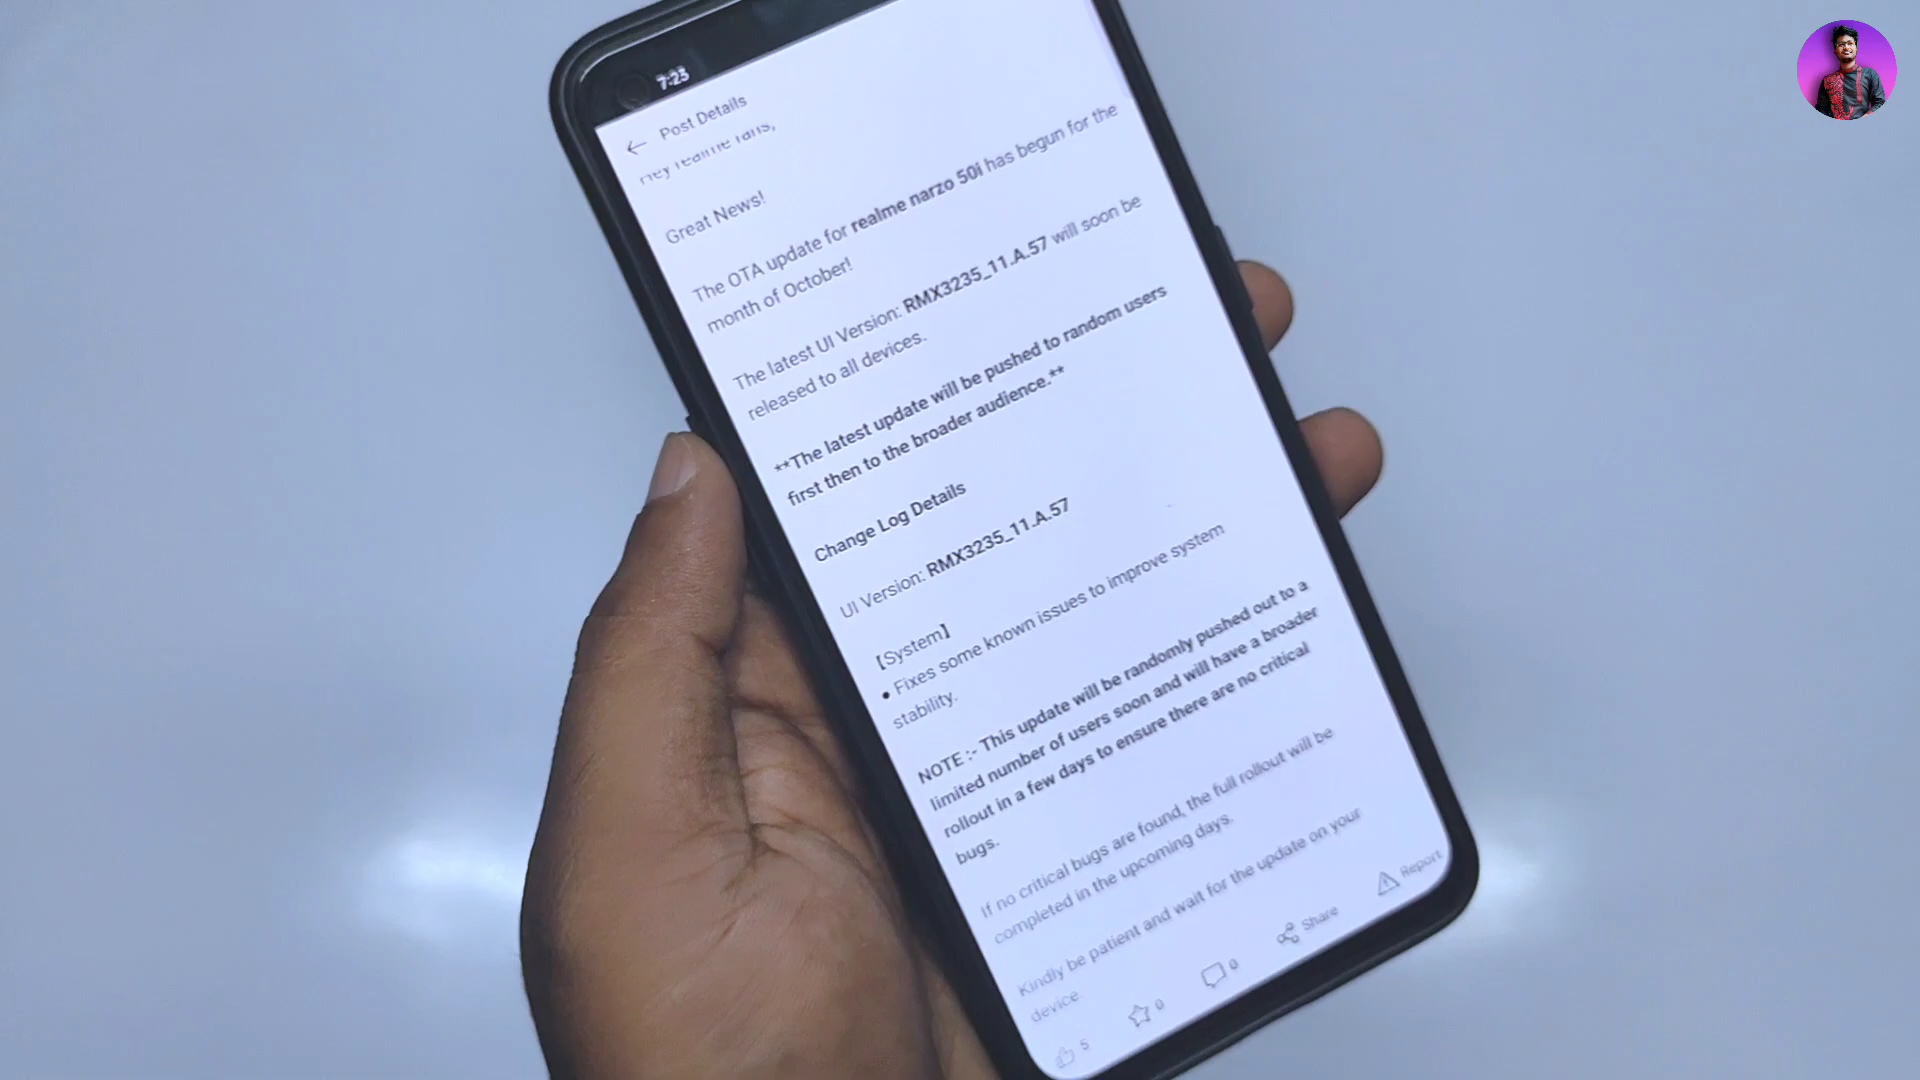 7:23
Post Details
Hey realme fans,
Great News!
The OTA update for realme narzo 50i has begun for the
month of October!
The latest UI Version: RMX3235_11.A.57 will soon be
released to all devices.
**The latest update will be pushed to random users
first then to the broader audience.**
Change Log Details
UI Version: RMX3235_11.A.57
【System】
• Fixes some known issues to improve system
stability.
NOTE :- This update will be randomly pushed out to a
limited number of users soon and will have a broader
rollout in a few days to ensure there are no critical
bugs.
If no critical bugs are found, the full rollout will be
completed in the upcoming days.
Kindly be patient and wait for the update on your
device.
5
0
0
Share
Report